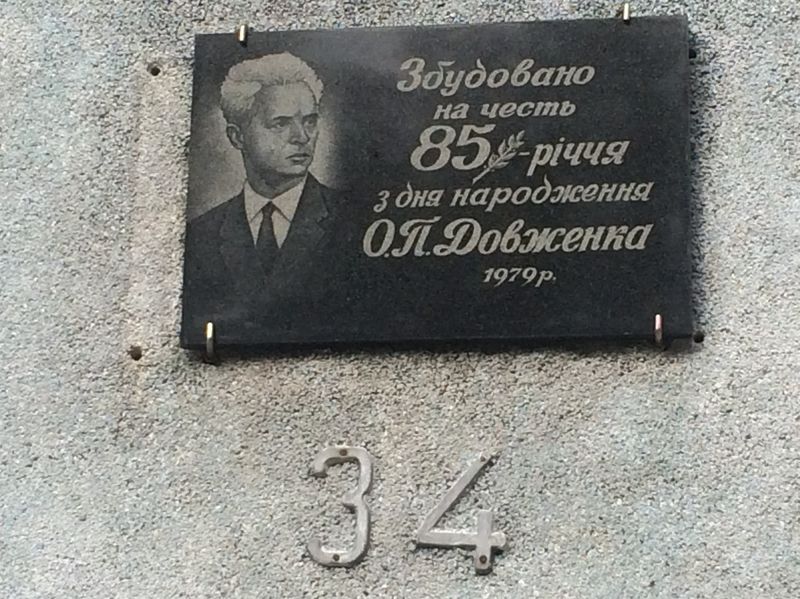 Збудовано
на честь
85-річчя
з дня народження
О.П.Довженка
1979р.
34